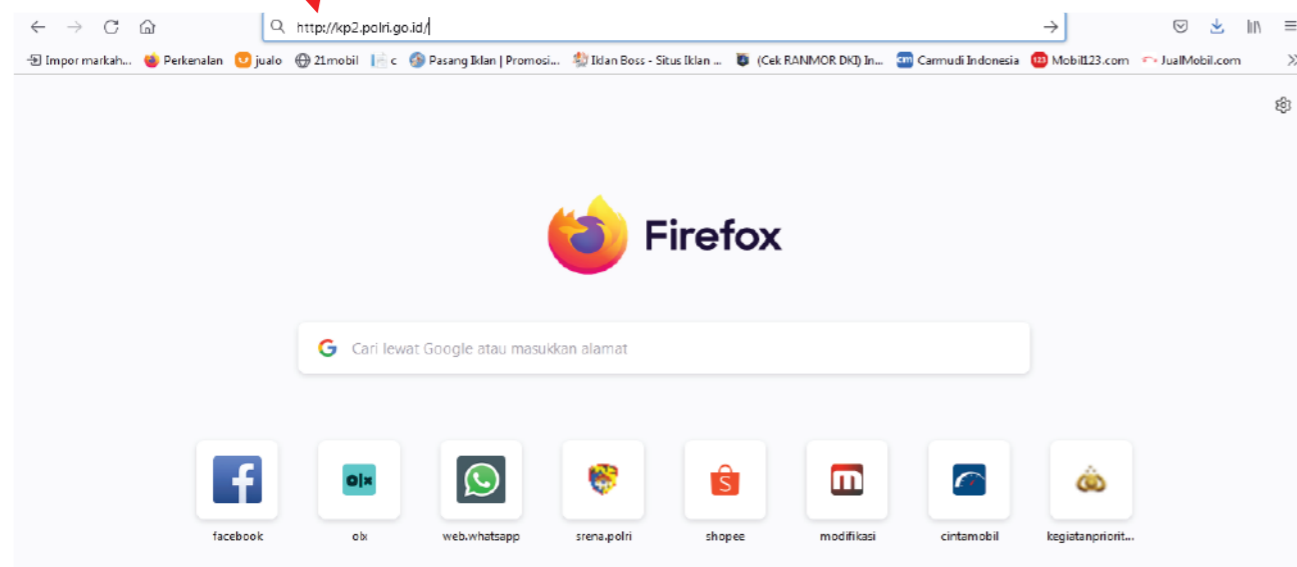 http://kp2.polri.go.id/
Impor markah... Perkenalan jualo 21mobil c Pasang Iklan | Promosi... Iklan Boss - Situs Iklan ... (Cek RANMOR DKI) In... Carmudi Indonesia Mobil123.com JualMobil.com
Firefox
Cari lewat Google atau masukkan alamat
facebook olx web.whatsapp srena.polri shopee modifikasi cintamobil kegiatanpriorit...